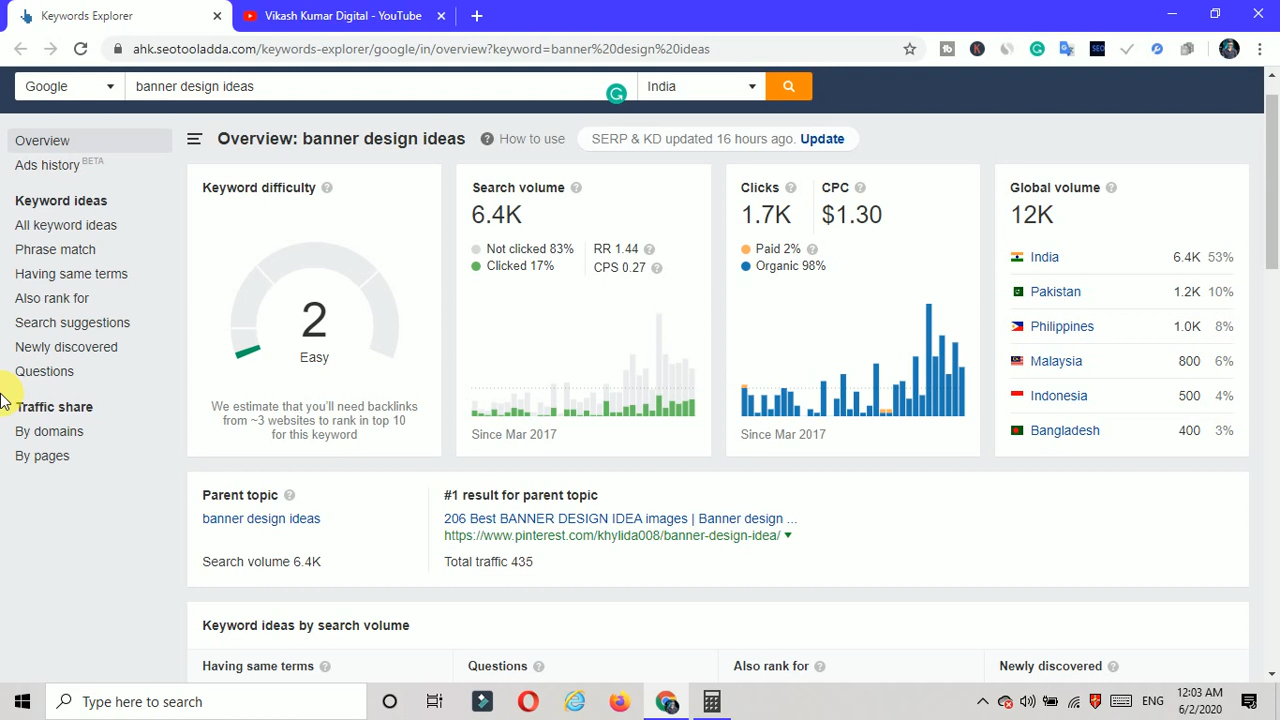 Keywords Explorer
Vikash Kumar Digital - YouTube
ahk.seotooladda.com/keywords-explorer/google/in/overview?keyword=banner%20design%20ideas
Google
banner design ideas
India
Overview
Ads history BETA
Keyword ideas
All keyword ideas
Phrase match
Having same terms
Also rank for
Search suggestions
Newly discovered
Questions
Traffic share
By domains
By pages
Overview: banner design ideas
How to use
SERP & KD updated 16 hours ago. Update
Keyword difficulty
2
Easy
We estimate that you'll need backlinks
from ~3 websites to rank in top 10
for this keyword
Search volume
6.4K
Not clicked 83%
Clicked 17%
RR 1.44
CPS 0.27
Since Mar 2017
Clicks
1.7K
CPC
$1.30
Paid 2%
Organic 98%
Since Mar 2017
Global volume
12K
India 6.4K 53%
Pakistan 1.2K 10%
Philippines 1.0K 8%
Malaysia 800 6%
Indonesia 500 4%
Bangladesh 400 3%
Parent topic
banner design ideas
Search volume 6.4K
#1 result for parent topic
206 Best BANNER DESIGN IDEA images | Banner design ...
https://www.pinterest.com/khylida008/banner-design-idea/
Total traffic 435
Keyword ideas by search volume
Having same terms
Questions
Also rank for
Newly discovered
Type here to search
ENG
12:03 AM
6/2/2020